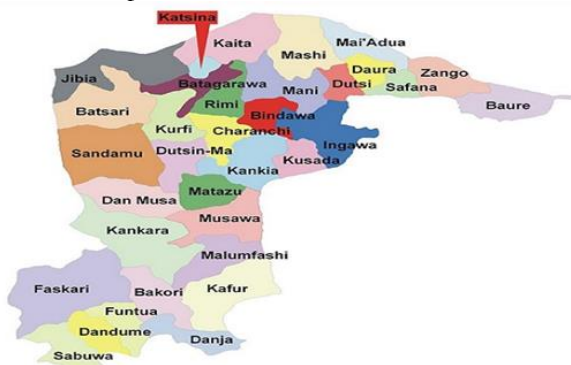 Katsina
Kaita
Mashi
Mai'Adua
Jibia
Batagarawa
Daura
Zango
Mani
Dutsi
Safana
Batsari
Rimi
Baure
Bindawa
Kurfi
Charanchi
Ingawa
Sandamu
Dutsin-Ma
Kusada
Kankia
Matazu
Dan Musa
Musawa
Kankara
Malumfashi
Faskari
Bakori
Kafur
Funtua
Dandume
Danja
Sabuwa